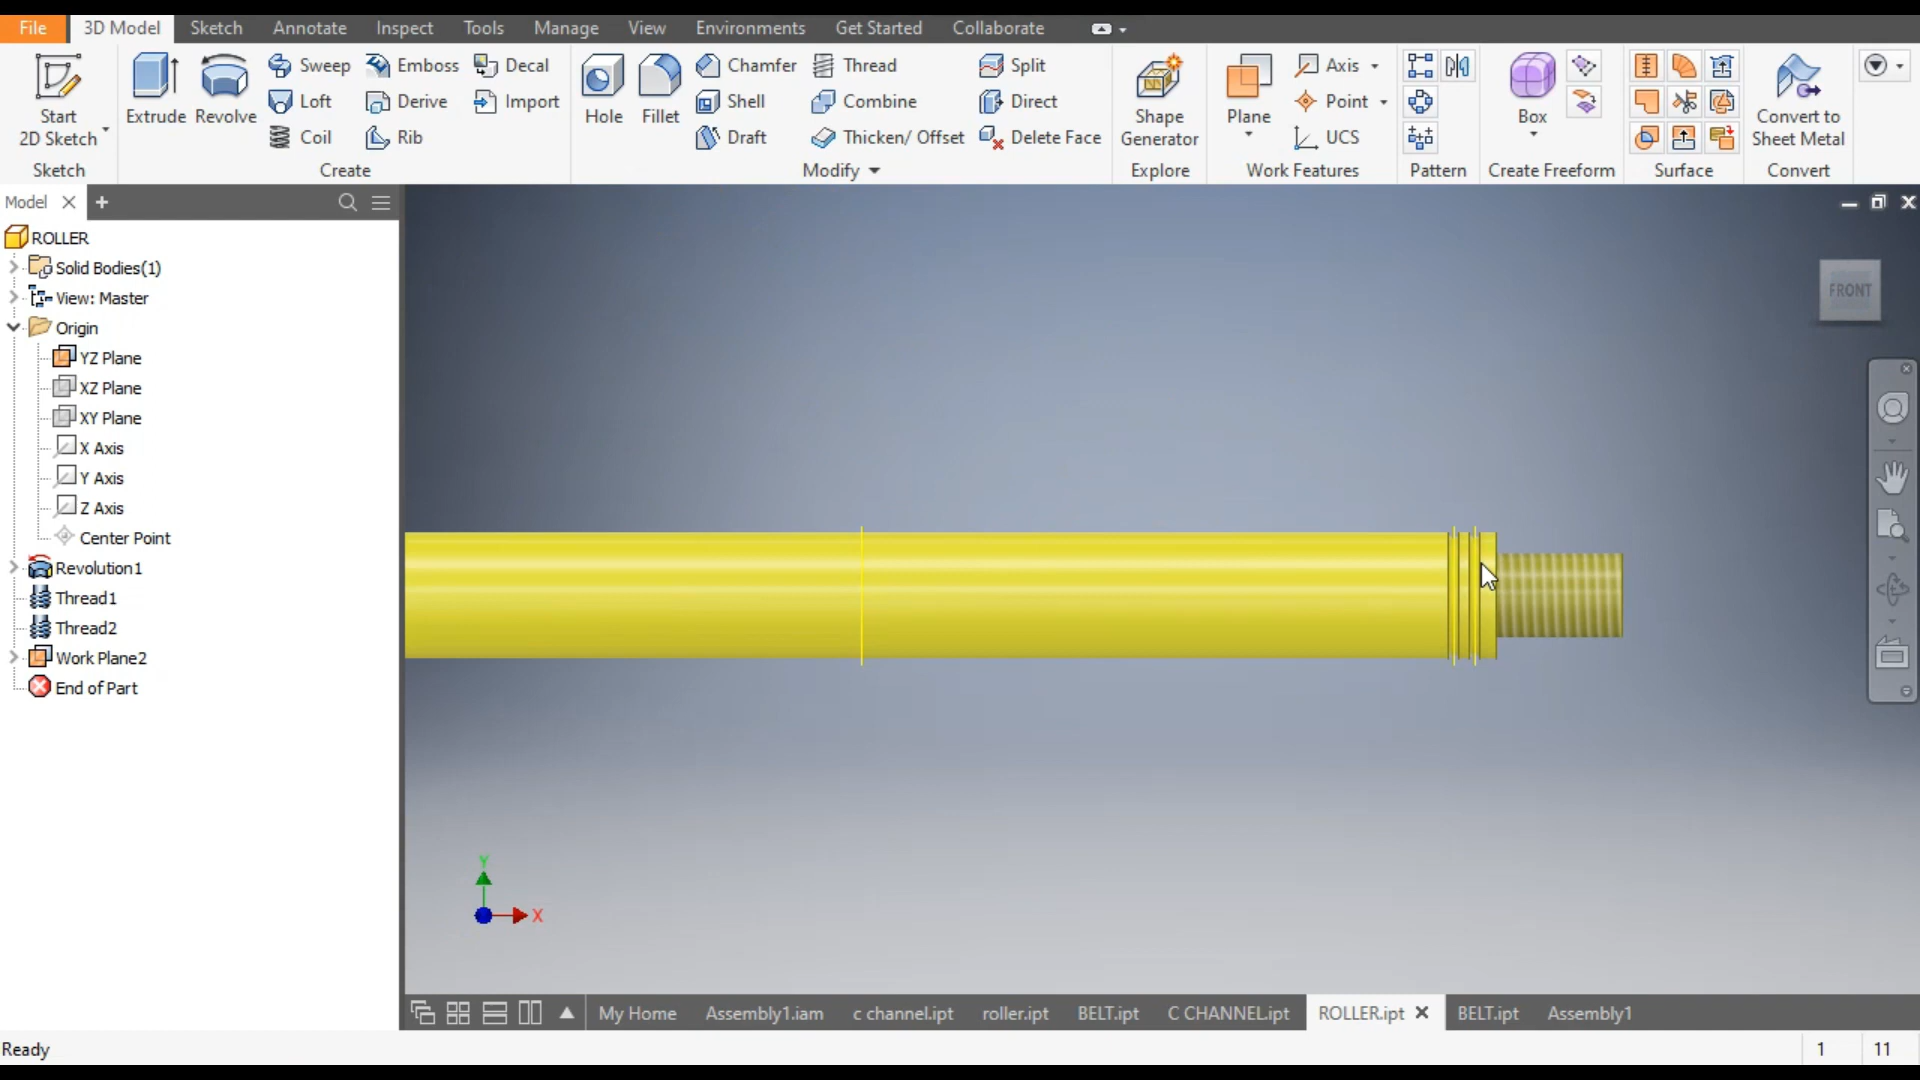 File 3D Model Sketch Annotate Inspect Tools Manage View Environments Get Started Collaborate
Start
2D Sketch
Extrude
Revolve
Sweep
Loft
Coil
Emboss
Derive
Rib
Decal
Import
Hole
Fillet
Chamfer
Shell
Draft
Thread
Combine
Thicken/ Offset
Split
Direct
Delete Face
Shape
Generator
Plane
Axis
Point
UCS
Box
Convert to
Sheet Metal
Sketch Create Modify Explore Work Features Pattern Create Freeform Surface Convert
Model
ROLLER
Solid Bodies(1)
View: Master
Origin
YZ Plane
XZ Plane
XY Plane
X Axis
Y Axis
Z Axis
Center Point
Revolution1
Thread1
Thread2
Work Plane2
End of Part
FRONT
Y
X
My Home Assembly1.iam c channel.ipt roller.ipt BELT.ipt C CHANNEL.ipt ROLLER.ipt BELT.ipt Assembly1
Ready 1 11